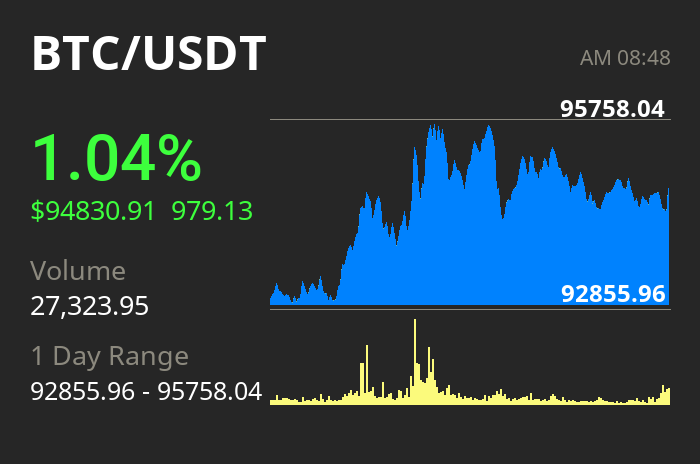 BTC/USDT
AM 08:48
95758.04
1.04%
$94830.91 979.13
Volume
27,323.95
92855.96
1 Day Range
92855.96 - 95758.04